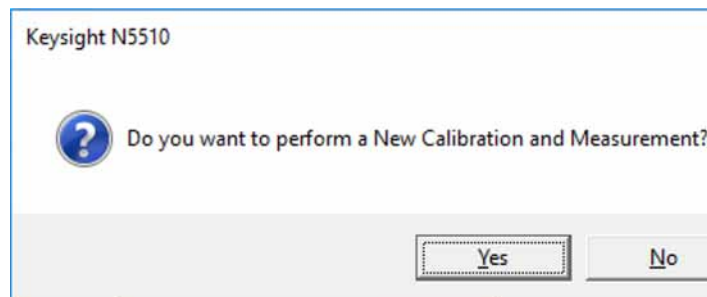 Keysight N5510
Do you want to perform a New Calibration and Measurement?
Yes No